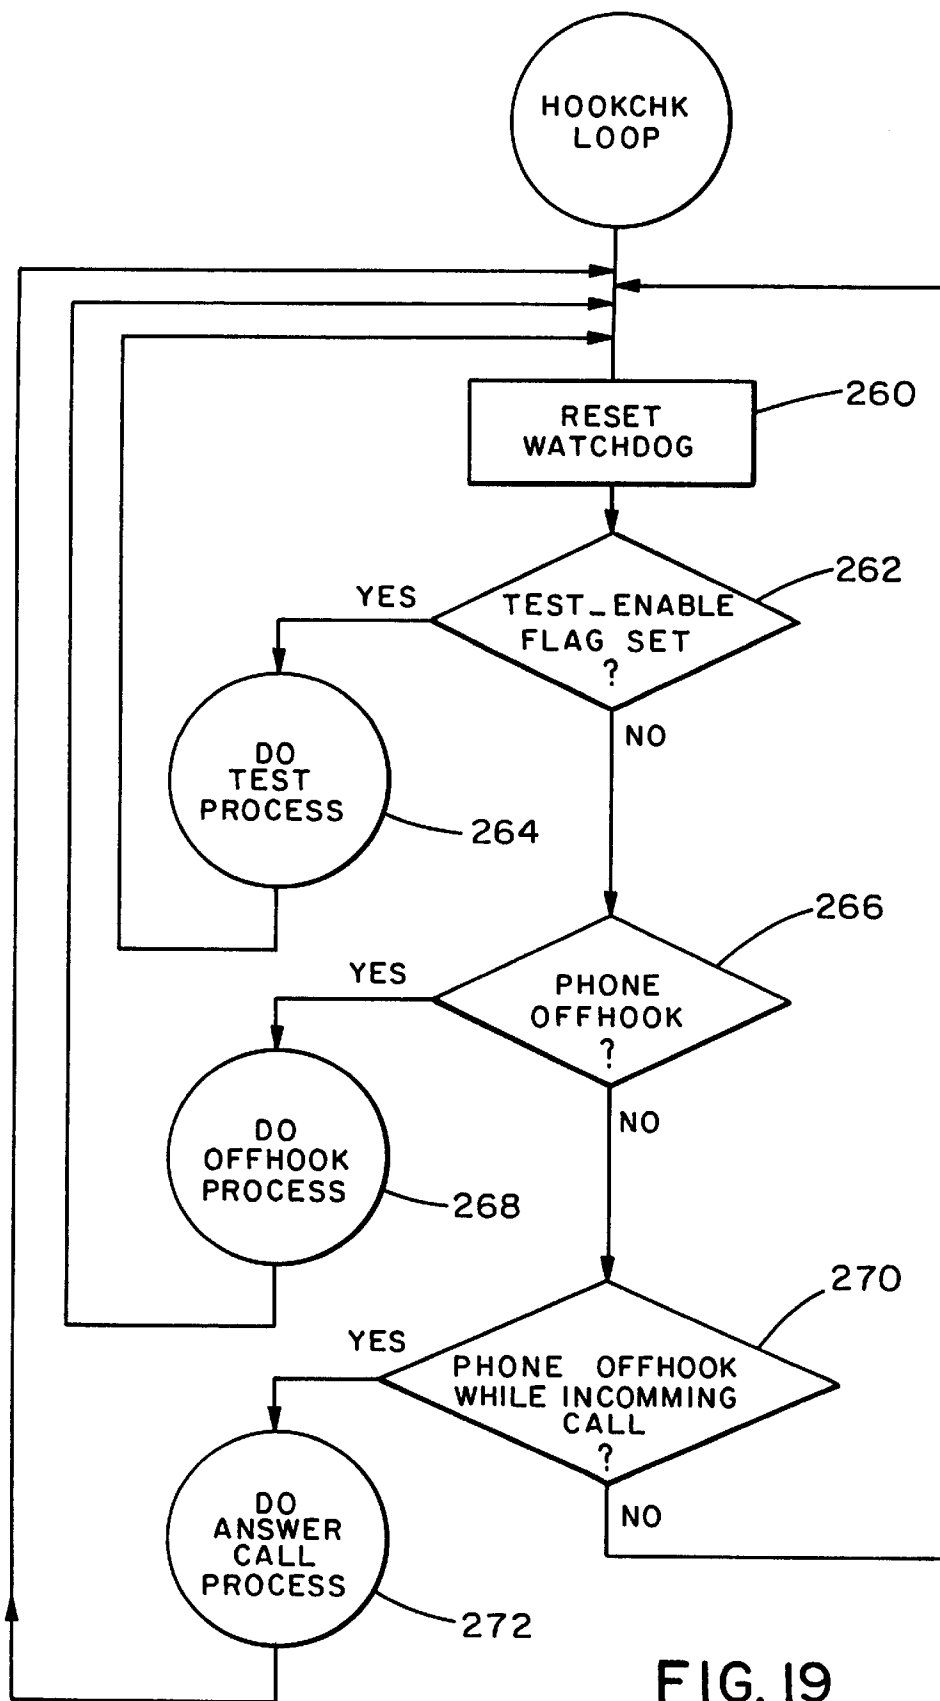 HOOKCHK
LOOP
RESET
WATCHDOG
260
TEST_ENABLE
FLAG SET
?
262
YES
NO
DO
TEST
PROCESS
264
PHONE
OFFHOOK
?
266
YES
NO
DO
OFFHOOK
PROCESS
268
PHONE OFFHOOK
WHILE INCOMMING
CALL
?
270
YES
NO
DO
ANSWER
CALL
PROCESS
272
FIG. 19